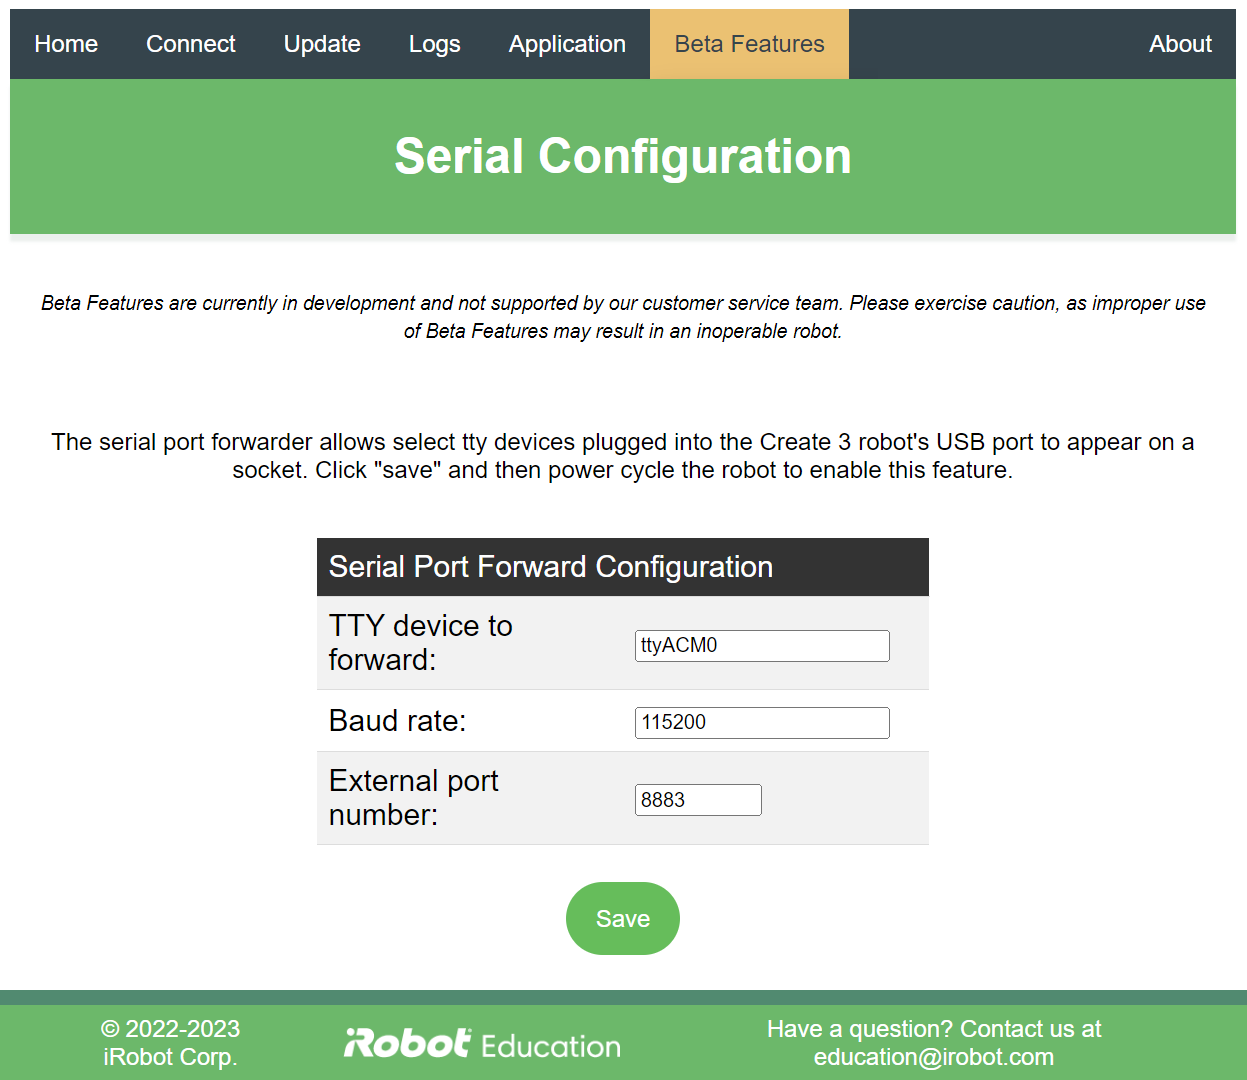 Home Connect Update Logs Application Beta Features About
Serial Configuration
Beta Features are currently in development and not supported by our customer service team. Please exercise caution, as improper use
of Beta Features may result in an inoperable robot.
The serial port forwarder allows select tty devices plugged into the Create 3 robot's USB port to appear on a
socket. Click "save" and then power cycle the robot to enable this feature.
Serial Port Forward Configuration
TTY device to
forward:
ttyACM0
Baud rate:
115200
External port
number:
8883
Save
© 2022-2023
iRobot Corp.
iRobot Education
Have a question? Contact us at
education@irobot.com